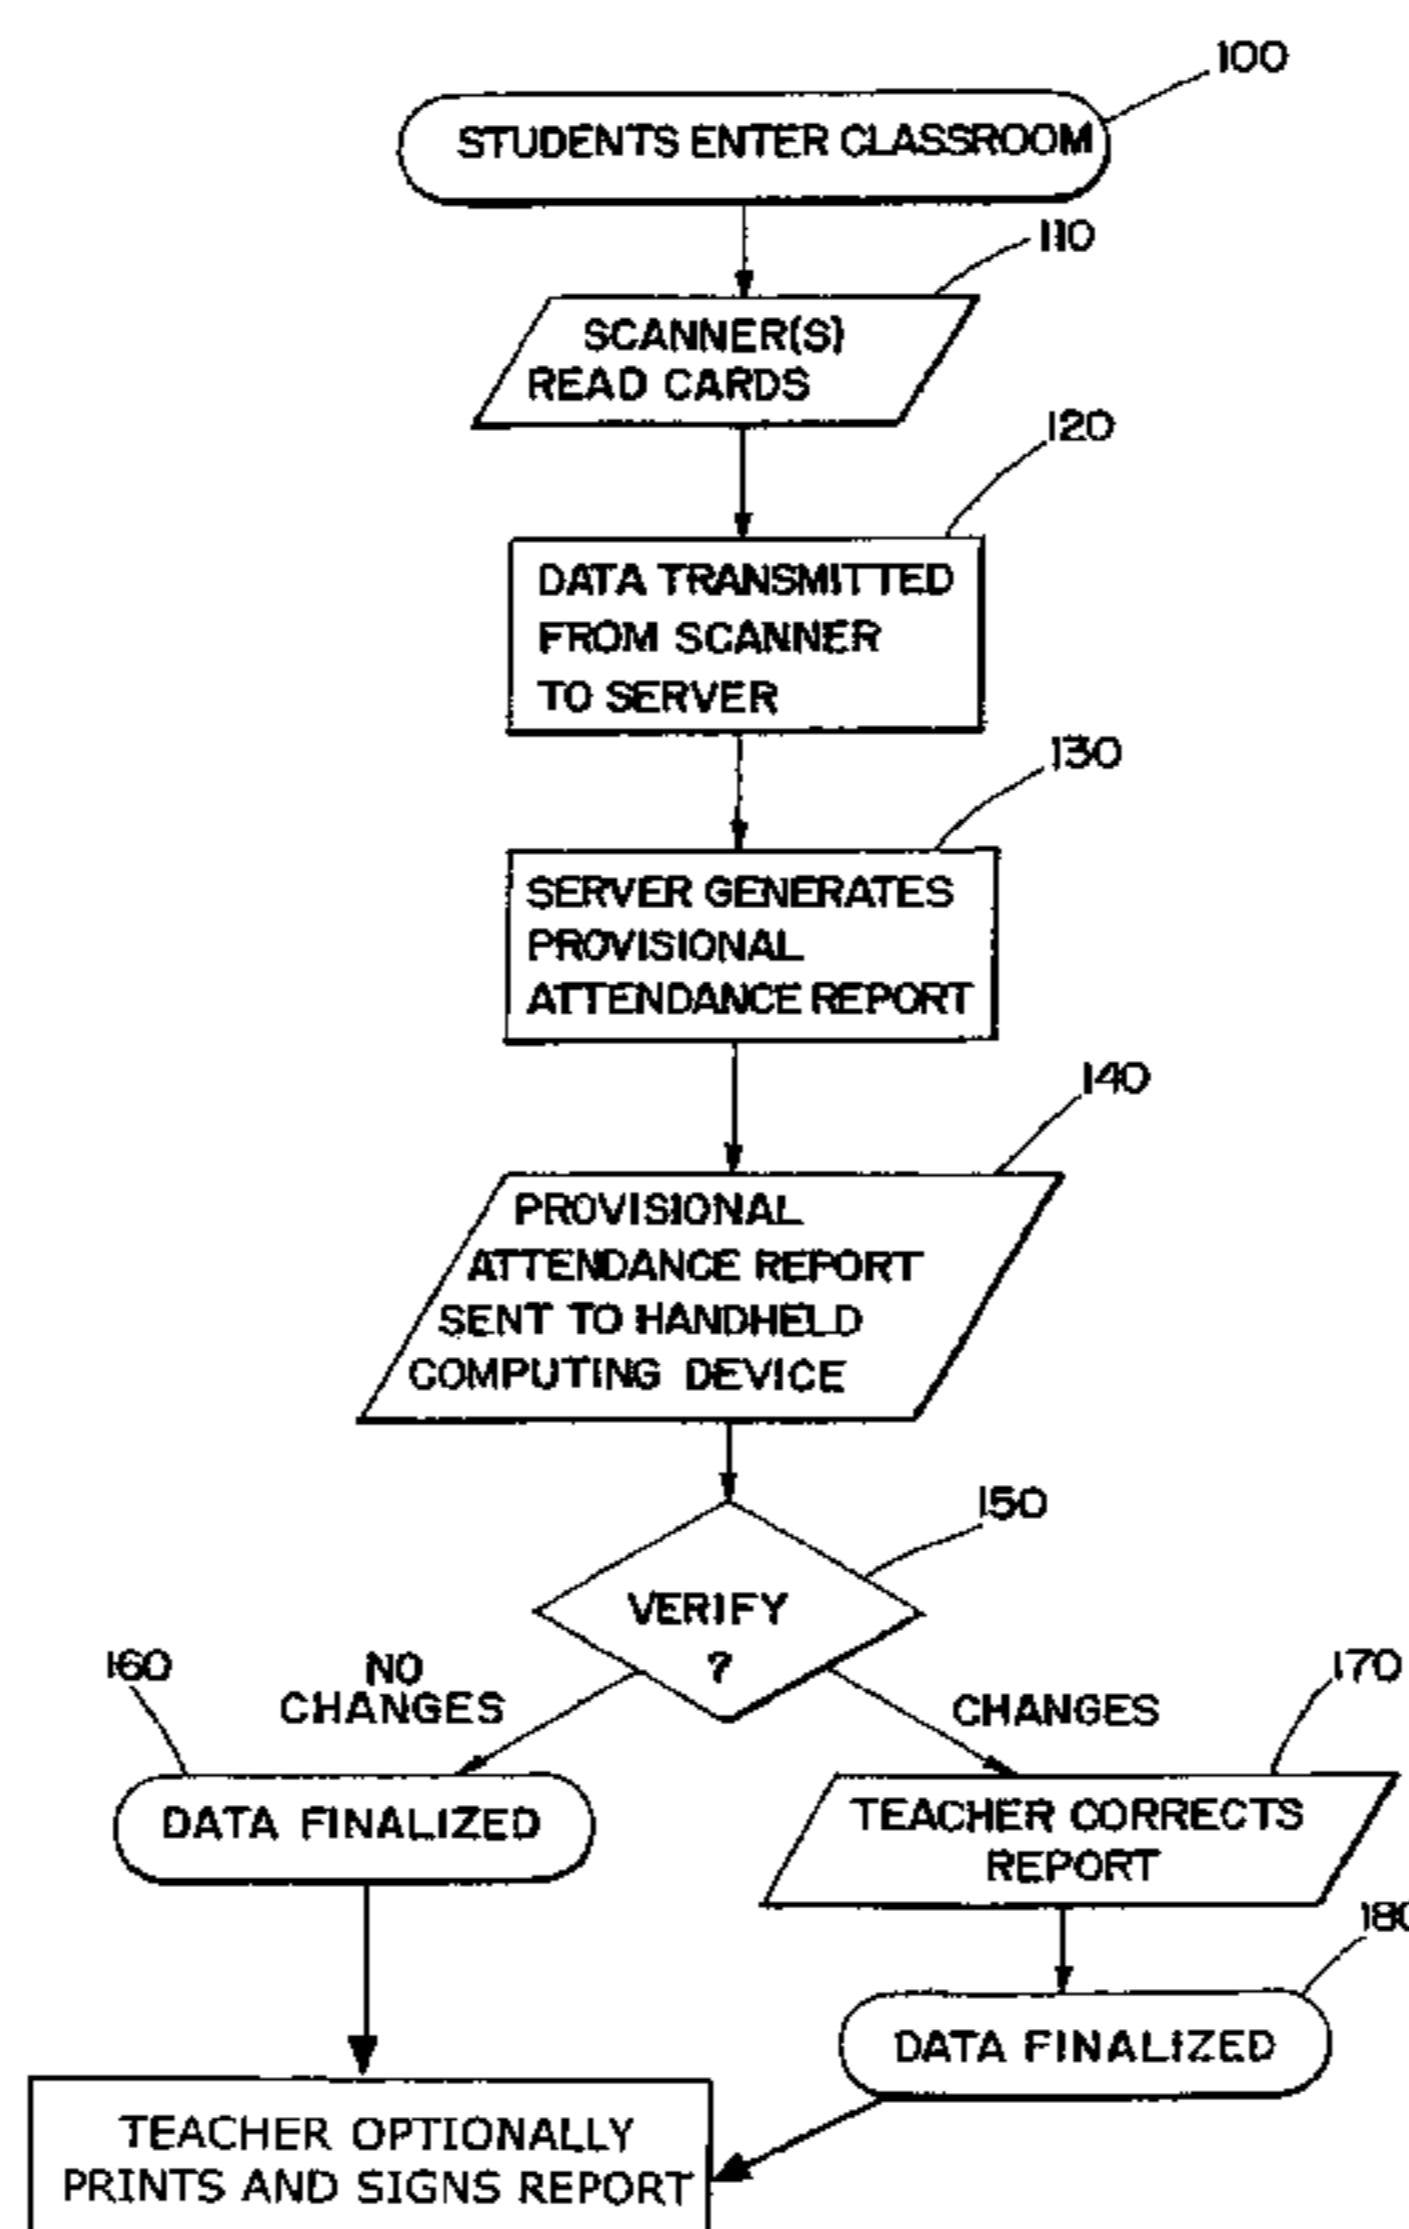 100
STUDENTS ENTER CLASSROOM
110
SCANNER(S)
READ CARDS
120
DATA TRANSMITTED
FROM SCANNER
TO SERVER
130
SERVER GENERATES
PROVISIONAL
ATTENDANCE REPORT
140
PROVISIONAL
ATTENDANCE REPORT
SENT TO HANDHELD
COMPUTING DEVICE
150
VERIFY
?
160
NO
CHANGES
CHANGES
170
DATA FINALIZED
TEACHER CORRECTS
REPORT
180
DATA FINALIZED
TEACHER OPTIONALLY
PRINTS AND SIGNS REPORT